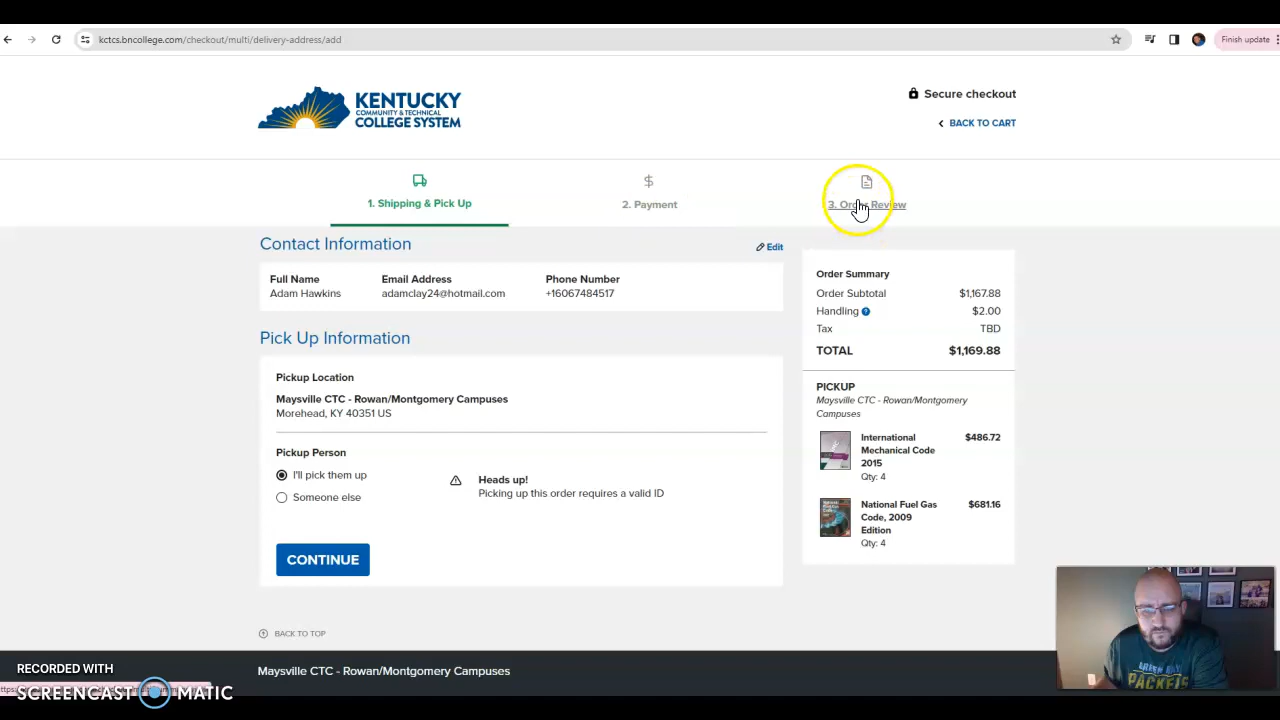 kctcs.bncollege.com/checkout/multi/delivery-address/add
Finish update
KENTUCKY
COMMUNITY & TECHNICAL
COLLEGE SYSTEM
Secure checkout
BACK TO CART
1. Shipping & Pick Up
2. Payment
3. Order Review
Contact Information
Edit
Full Name
Email Address
Phone Number
Adam Hawkins
adamclay24@hotmail.com
+16067484517
Pick Up Information
Pickup Location
Maysville CTC - Rowan/Montgomery Campuses
Morehead, KY 40351 US
Pickup Person
I'll pick them up
Someone else
Heads up!
Picking up this order requires a valid ID
CONTINUE
Order Summary
Order Subtotal $1,167.88
Handling ? $2.00
Tax TBD
TOTAL $1,169.88
PICKUP
Maysville CTC - Rowan/Montgomery
Campuses
International $486.72
Mechanical Code
2015
Qty: 4
National Fuel Gas $681.16
Code, 2009
Edition
Qty: 4
BACK TO TOP
Maysville CTC - Rowan/Montgomery Campuses
RECORDED WITH
SCREENCAST MATIC
GREEN BAY
PACKERS